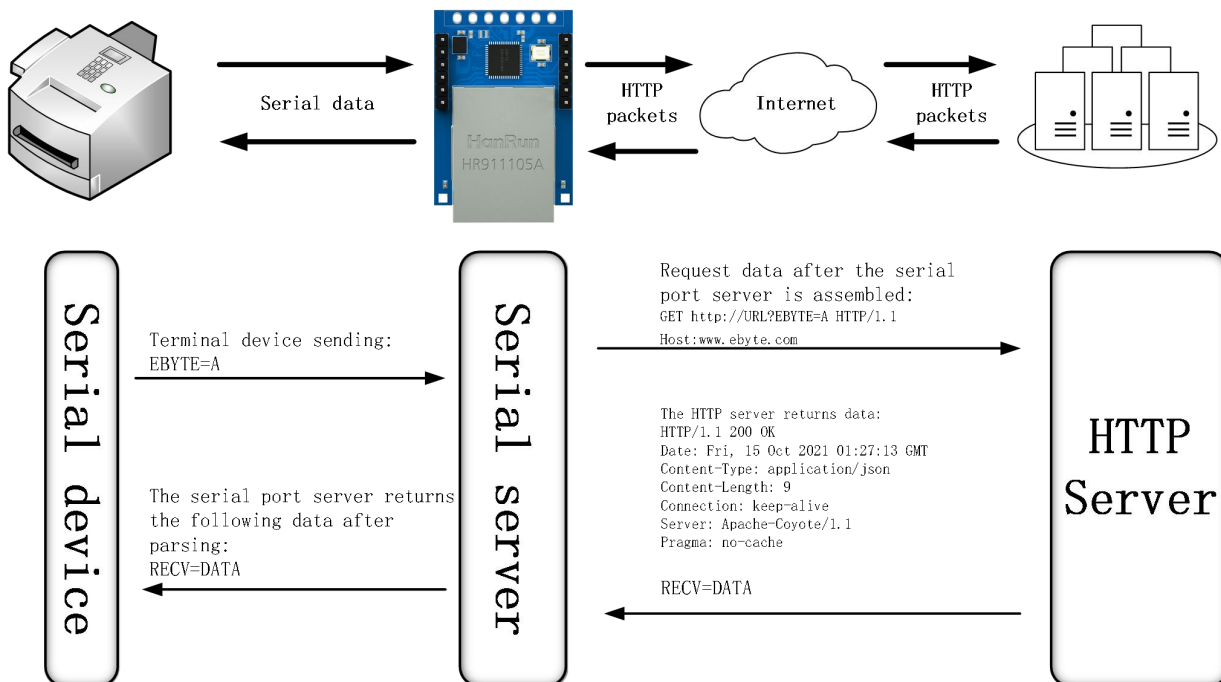 Serial data
HanRun
HR911105A
HTTP
packets
Internet
HTTP
packets
Serial device
Terminal device sending:
EBYTE=A
The serial port server returns
the following data after
parsing:
RECV=DATA
Serial server
Request data after the serial
port server is assembled:
GET http://URL?EBYTE=A HTTP/1.1
Host:www.ebyte.com
The HTTP server returns data:
HTTP/1.1 200 OK
Date: Fri, 15 Oct 2021 01:27:13 GMT
Content-Type: application/json
Content-Length: 9
Connection: keep-alive
Server: Apache-Coyote/1.1
Pragma: no-cache
RECV=DATA
HTTP
Server